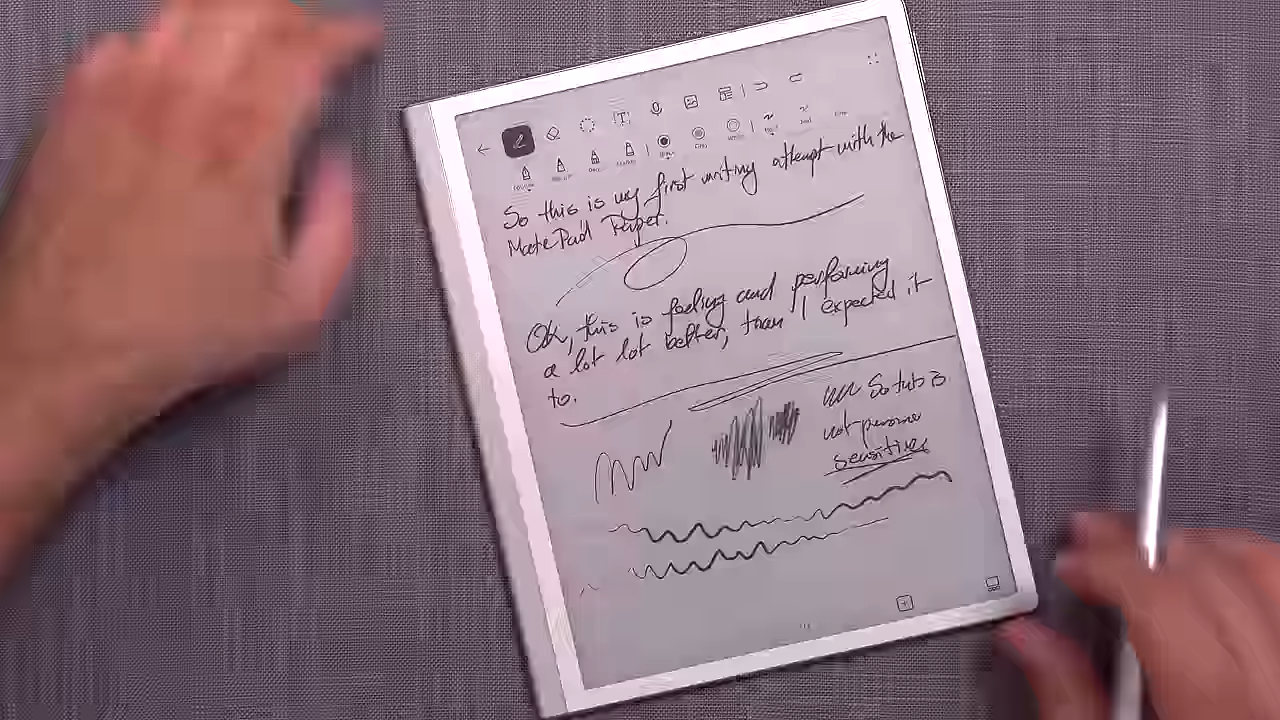 So this is my first writing attempt with the
MatePad Paper.
Ok, this is feeling and performing
a lot lot better, than I expected it
to.
So this is
not pressure
sensitive